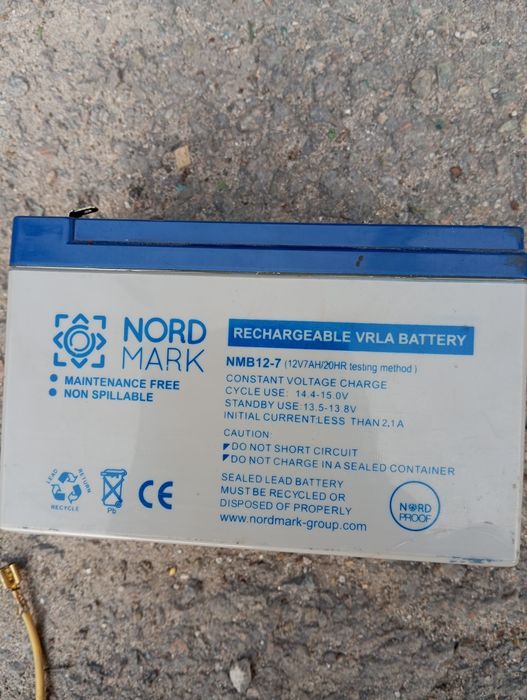 NORD
MARK
MAINTENANCE FREE
NON SPILLABLE
RECHARGEABLE VRLA BATTERY
NMB12-7 (12V7AH/20HR testing method)
CONSTANT VOLTAGE CHARGE
CYCLE USE: 14.4-15.0V
STANDBY USE:13.5-13.8V
INITIAL CURRENT:LESS THAN2.1A
CAUTION:
DO NOT SHORT CIRCUIT
DO NOT CHARGE IN A SEALED CONTAINER
SEALED LEAD BATTERY
MUST BE RECYCLED OR
DISPOSED OF PROPERLY
www.nordmark-group.com
LEAD RETURN
RECYCLE
Pb
CE
NORD
PROOF